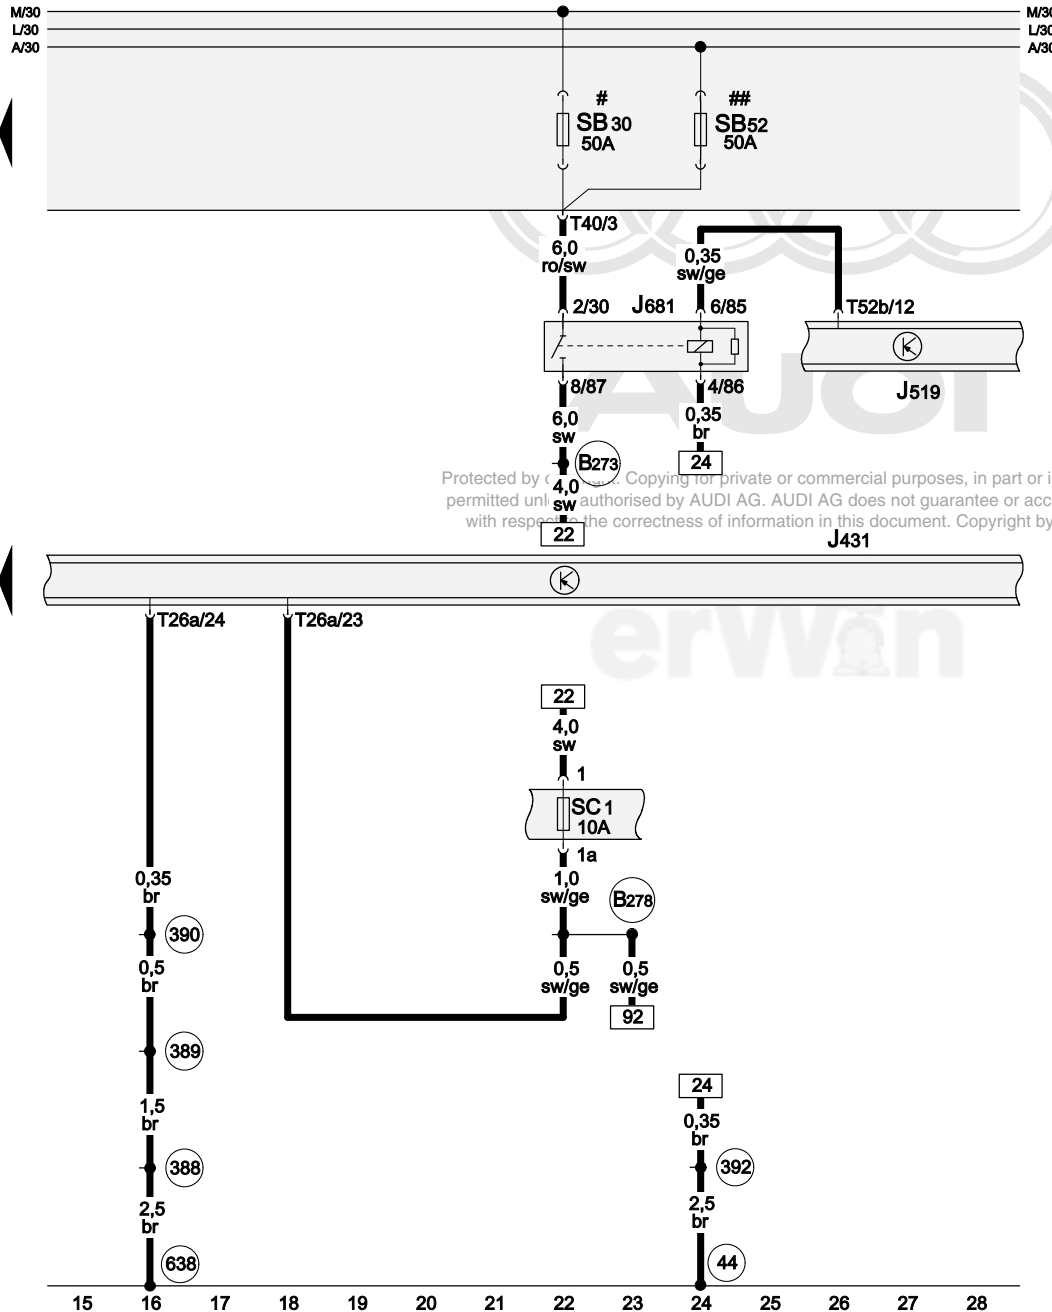 M/30 M/30
L/30 L/30
A/30 A/30
# ##
SB30 SB52
50A 50A
T40/3
6,0 0,35
ro/sw sw/ge
2/30 J681 6/85 T52b/12
8/87 4/86 J519
AUDI
6,0 0,35
sw br
B273 24
Protected by Copying for private or commercial purposes, in part or i
4,0
permitted authorised by AUDI AG. AUDI AG does not guarantee or acc
sw
with the correctness of information in this document. Copyright by
22
J431
T26a/24 T26a/23
erWin
22
4,0
sw
1
SC1
10A
1a
0,35 1,0
br sw/ge B278
390
0,5 0,5 0,5
br sw/ge sw/ge
92
389
24
1,5 0,35
br br
388 392
2,5 2,5
br br
638 44
15 16 17 18 19 20 21 22 23 24 25 26 27 28